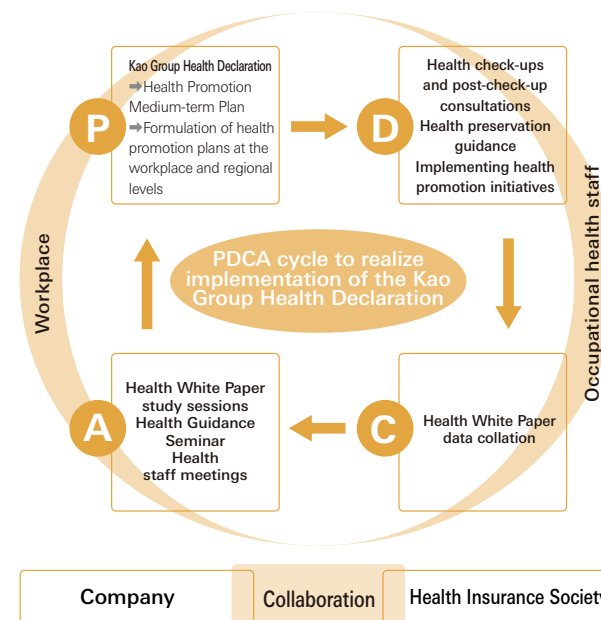 P
Kao Group Health Declaration
➡Health Promotion
Medium-term Plan
➡Formulation of health
promotion plans at the
workplace and regional
levels
D
Health check-ups
and post-check-up
consultations
Health preservation
guidance
Implementing health
promotion initiatives
Workplace
PDCA cycle to realize
implementation of the Kao
Group Health Declaration
Occupational health staff
A
Health White Paper
study sessions
Health Guidance
Seminar
Health
staff meetings
C
Health White Paper
data collation
Company
Collaboration
Health Insurance Society